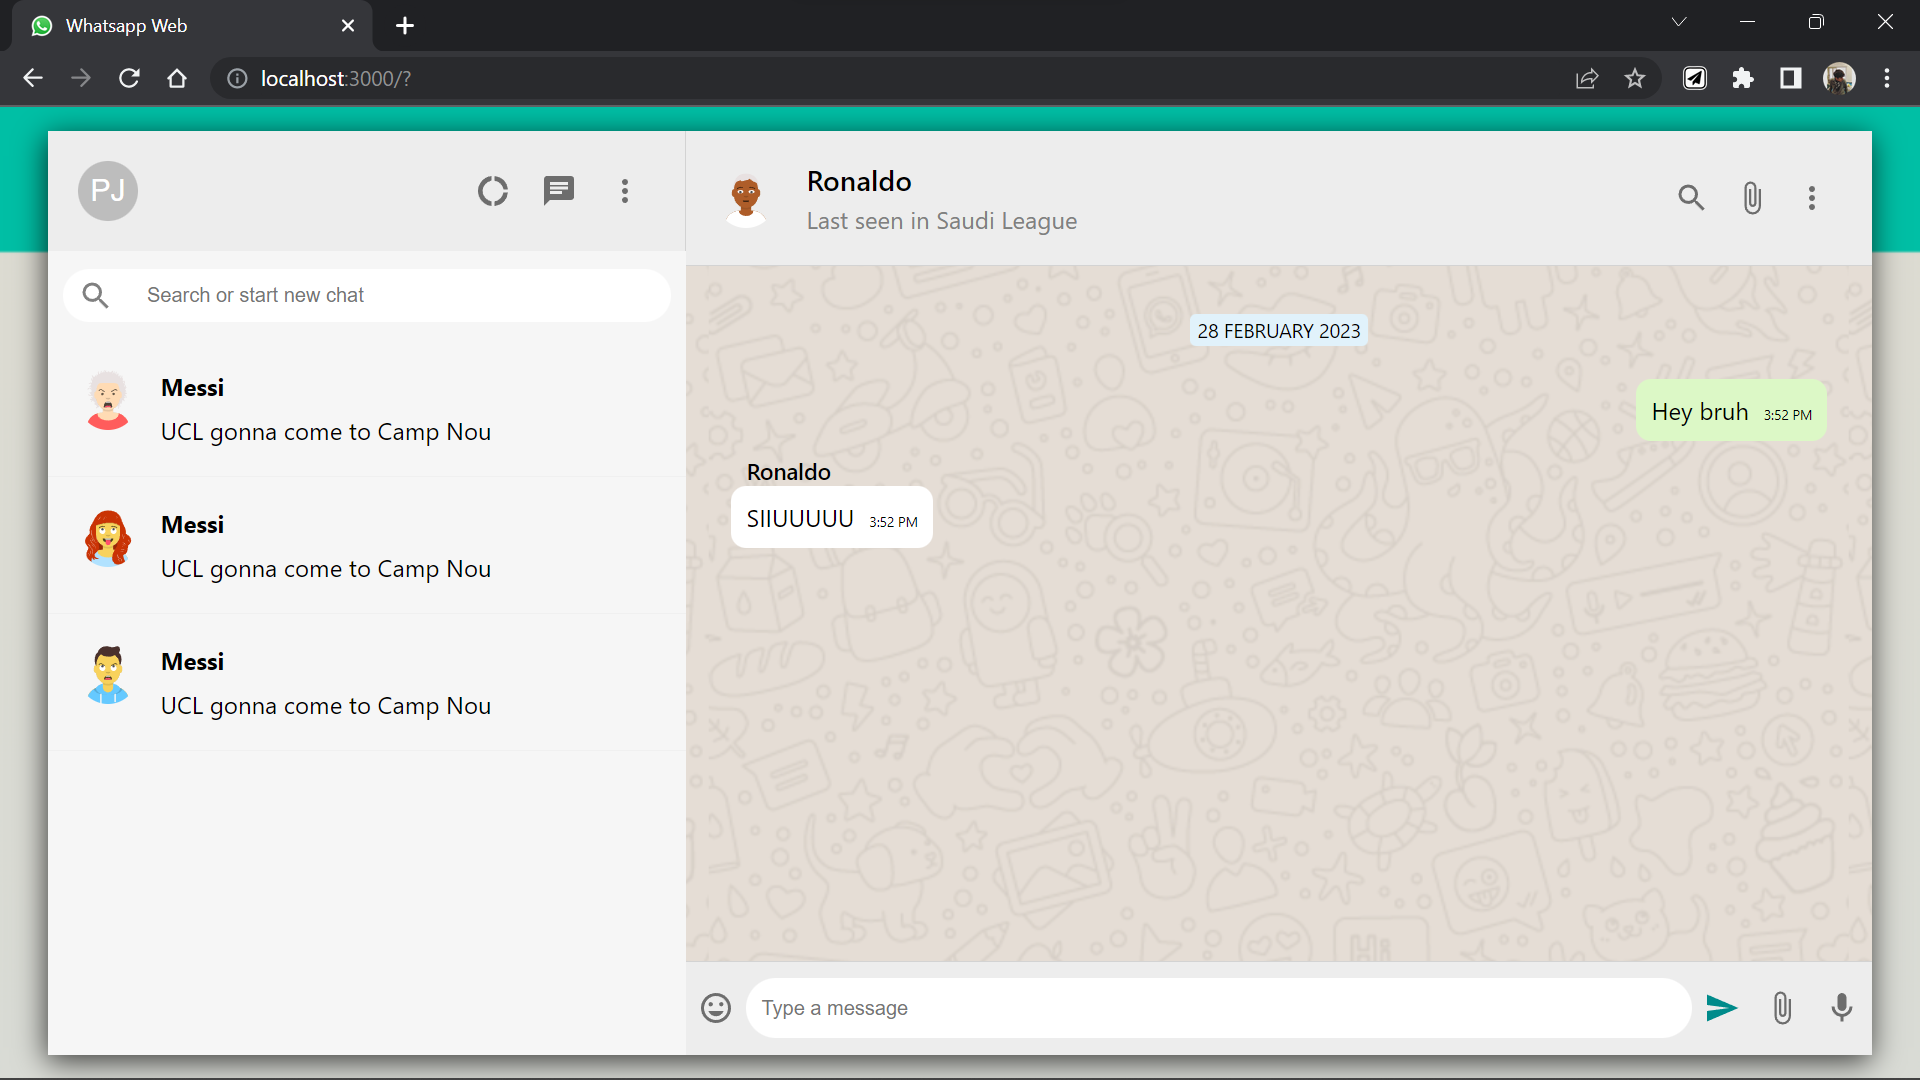 Whatsapp Web
localhost:3000/?
PJ
Search or start new chat
Messi
UCL gonna come to Camp Nou
Messi
UCL gonna come to Camp Nou
Messi
UCL gonna come to Camp Nou
Ronaldo
Last seen in Saudi League
28 FEBRUARY 2023
Hey bruh 3:52 PM
Ronaldo
SIIUUUUU 3:52 PM
Hi
Type a message